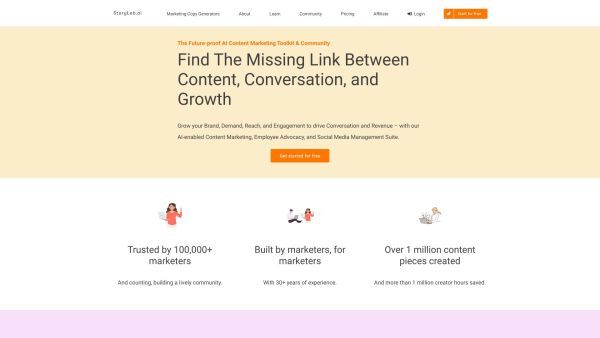 StoryLab.ai
Marketing Copy Generators
About
Learn
Community
Pricing
Affiliate
Login
Start for free
The Future-proof AI Content Marketing Toolkit & Community
Find The Missing Link Between
Content, Conversation, and
Growth
Grow your Brand, Demand, Reach, and Engagement to drive Conversation and Revenue – with our
AI-enabled Content Marketing, Employee Advocacy, and Social Media Management Suite.
Get started for free
Trusted by 100,000+
marketers
And counting, building a lively community.
Built by marketers, for
marketers
With 30+ years of experience.
Over 1 million content
pieces created
And more than 1 million creator hours saved.